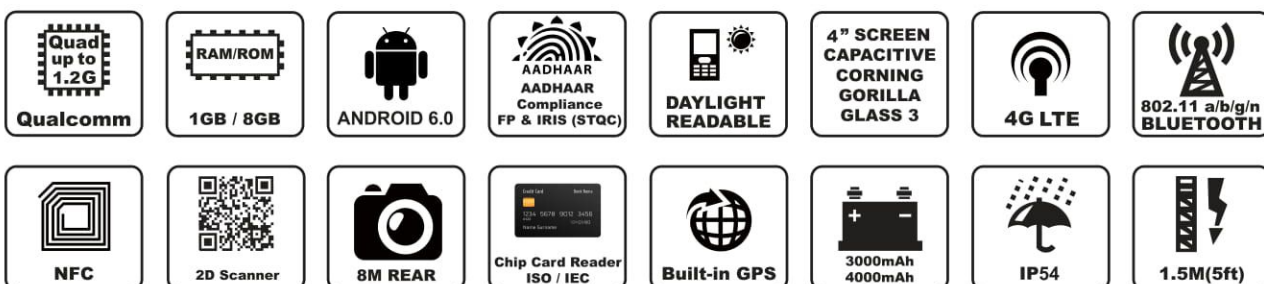 Quad
up to
1.2G
Qualcomm
RAM/ROM
1GB / 8GB
ANDROID 6.0
AADHAAR
AADHAAR
Compliance
FP & IRIS (STQC)
DAYLIGHT
READABLE
4” SCREEN
CAPACITIVE
CORNING
GORILLA
GLASS 3
4G LTE
802.11 a/b/g/n
BLUETOOTH
NFC
2D Scanner
8M REAR
Credit Card Bank Name
1234 5678 9012 3456
Name Surname
Chip Card Reader
ISO / IEC
Built-in GPS
+ −
3000mAh
4000mAh
IP54
1.5M(5ft)